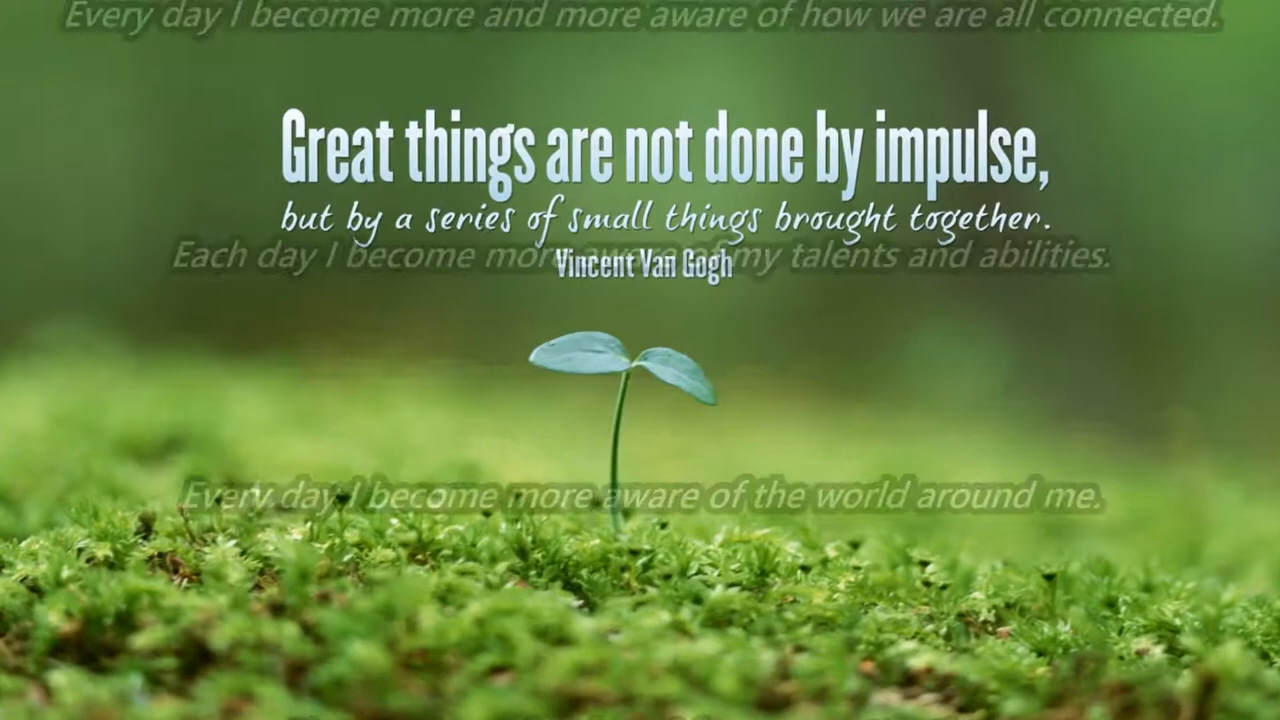 Every day I become more and more aware of how we are all connected.
Great things are not done by impulse,
but by a series of small things brought together.
Each day I become more aware of my talents and abilities.
Vincent Van Gogh
Every day I become more aware of the world around me.